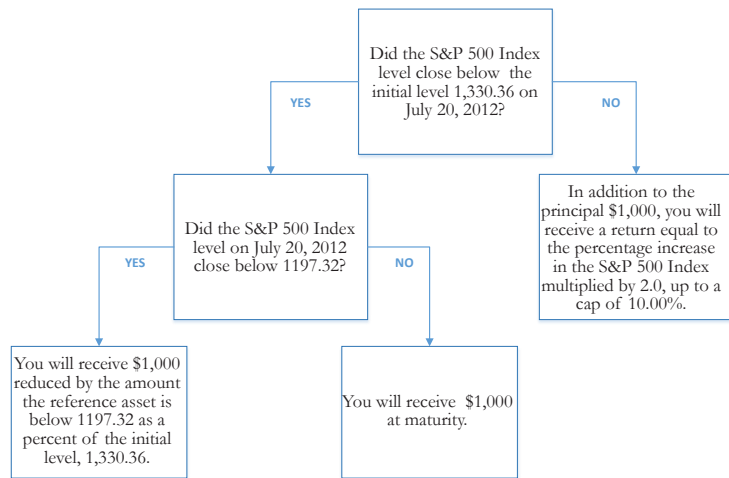 Did the S&P 500 Index
level close below the
initial level 1,330.36 on
July 20, 2012?
YES
NO
Did the S&P 500 Index
level on July 20, 2012
close below 1197.32?
In addition to the
principal $1,000, you will
receive a return equal to
the percentage increase
in the S&P 500 Index
multiplied by 2.0, up to a
cap of 10.00%.
YES
NO
You will receive $1,000
reduced by the amount
the reference asset is
below 1197.32 as a
percent of the initial
level, 1,330.36.
You will receive $1,000
at maturity.